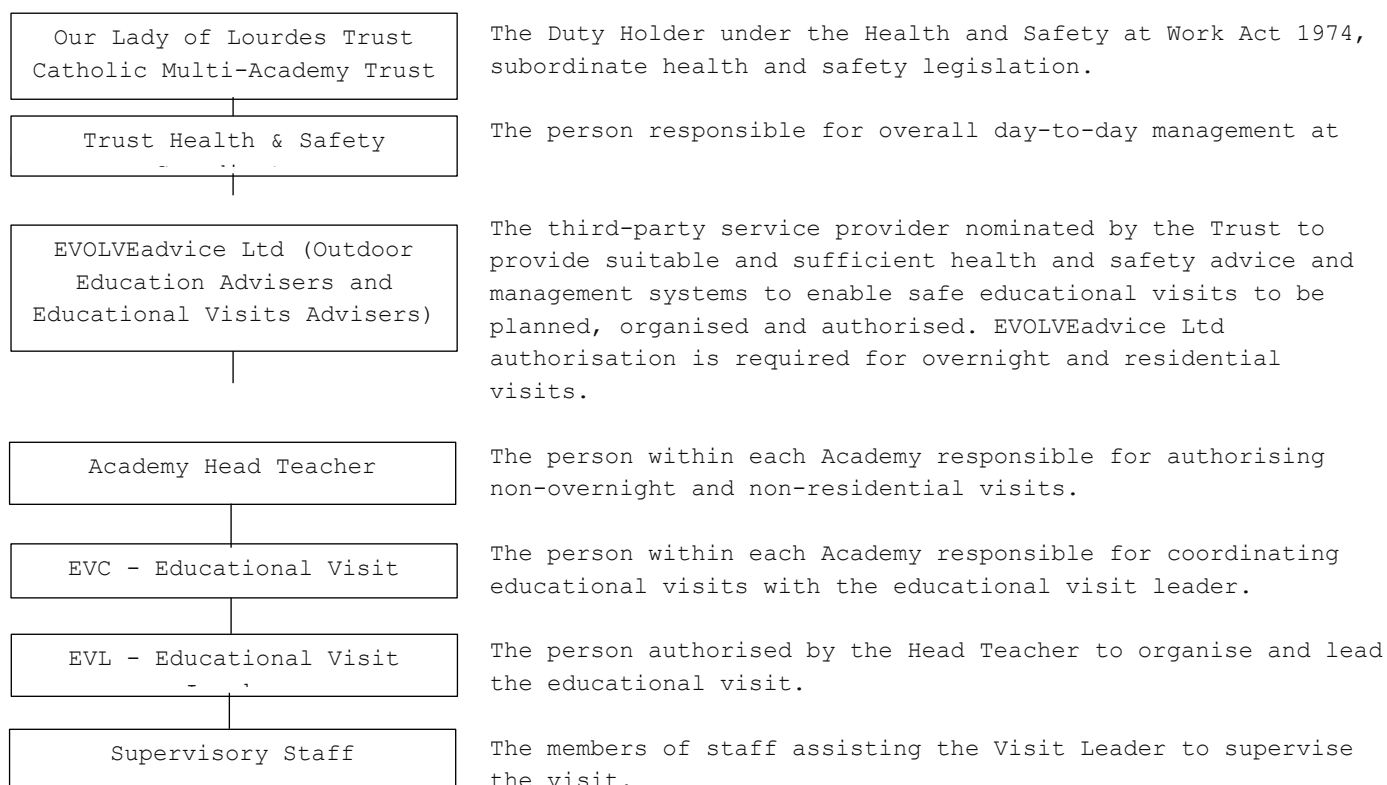 Our Lady of Lourdes Trust
Catholic Multi-Academy Trust
The Duty Holder under the Health and Safety at Work Act 1974,
subordinate health and safety legislation.
Trust Health & Safety
The person responsible for overall day-to-day management at
EVOLVEadvice Ltd (Outdoor
Education Advisers and
Educational Visits Advisers)
The third-party service provider nominated by the Trust to
provide suitable and sufficient health and safety advice and
management systems to enable safe educational visits to be
planned, organised and authorised. EVOLVEadvice Ltd
authorisation is required for overnight and residential
visits.
Academy Head Teacher
The person within each Academy responsible for authorising
non-overnight and non-residential visits.
EVC - Educational Visit
The person within each Academy responsible for coordinating
educational visits with the educational visit leader.
EVL - Educational Visit
The person authorised by the Head Teacher to organise and lead
the educational visit.
Supervisory Staff
The members of staff assisting the Visit Leader to supervise
the visit.